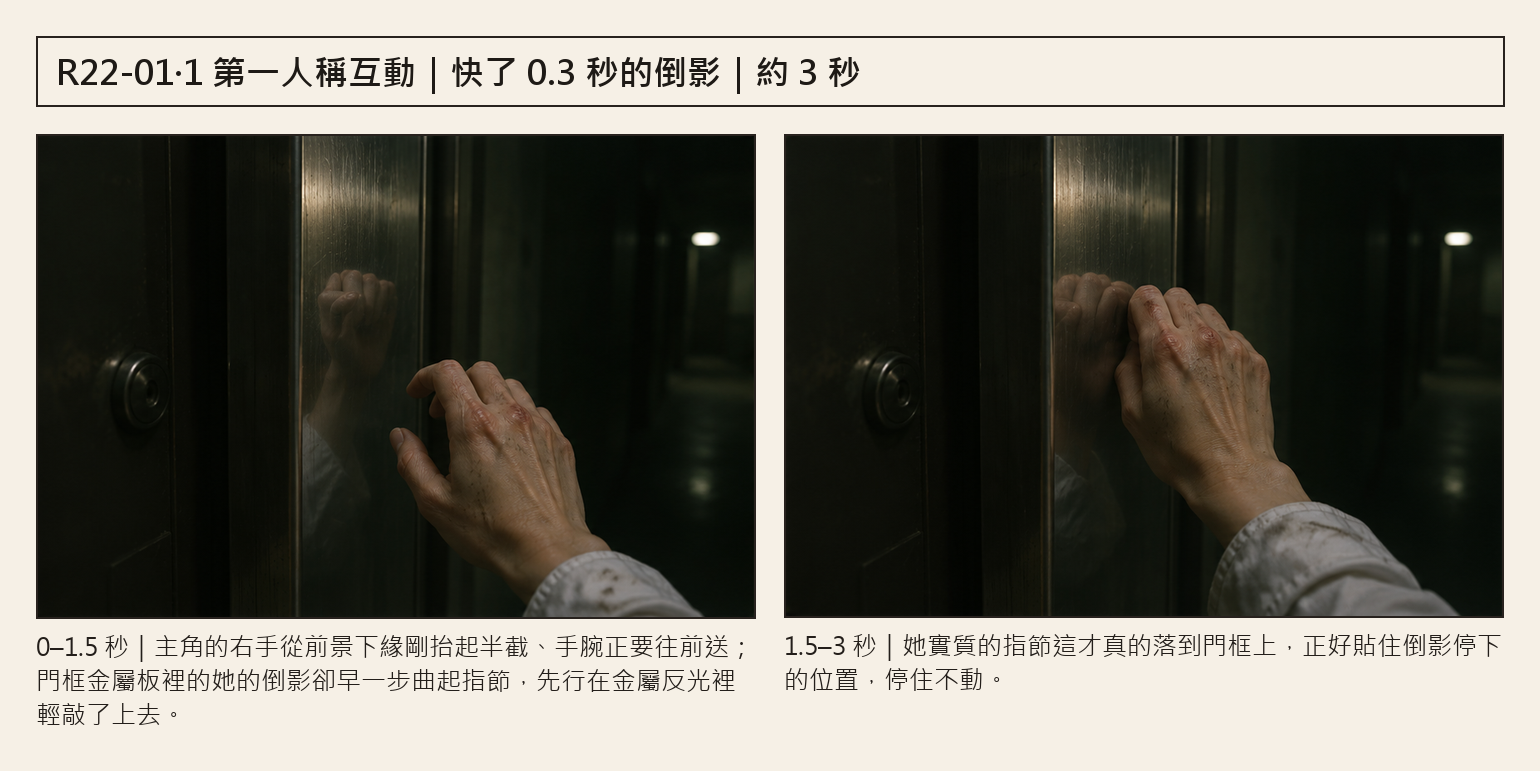 R22-01·1 第一人稱互動｜快了 0.3 秒的倒影｜約 3 秒
0–1.5 秒｜主角的右手從前景下緣剛抬起半截、手腕正要往前送；
門框金屬板裡的她的倒影卻早一步曲起指節，先行在金屬反光裡
輕敲了上去。
1.5–3 秒｜她實質的指節這才真的落到門框上，正好貼住倒影停下
的位置，停住不動。